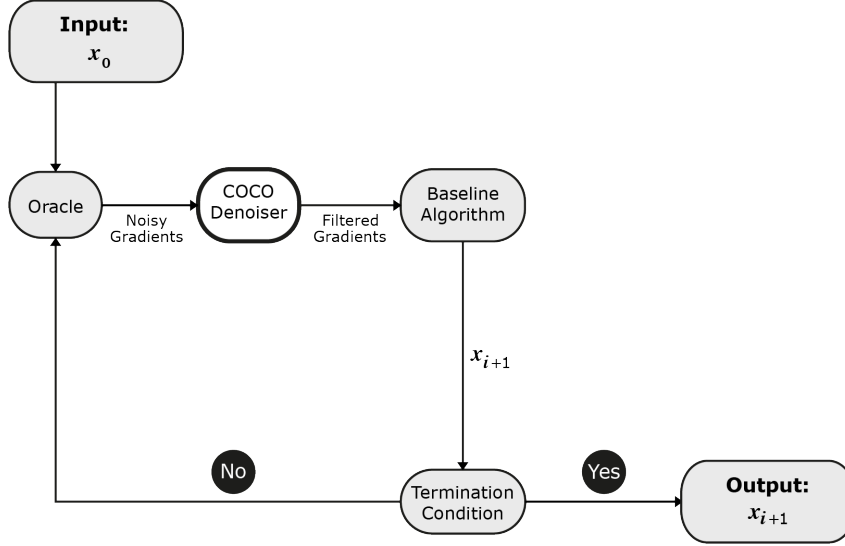 Input:
x₀
Oracle
Noisy
Gradients
COCO
Denoiser
Filtered
Gradients
Baseline
Algorithm
xᵢ₊₁
No
Termination
Condition
Yes
Output:
xᵢ₊₁